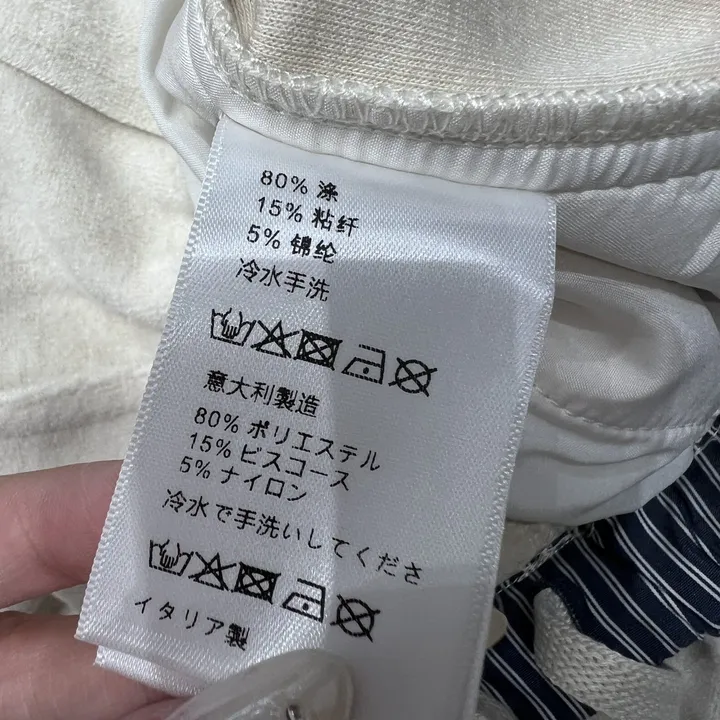 80% 涤
15% 粘纤
5% 锦纶
冷水手洗
意大利製造
80% ポリエステル
15% ビスコース
5% ナイロン
冷水で手洗いしてくださ
イタリア製